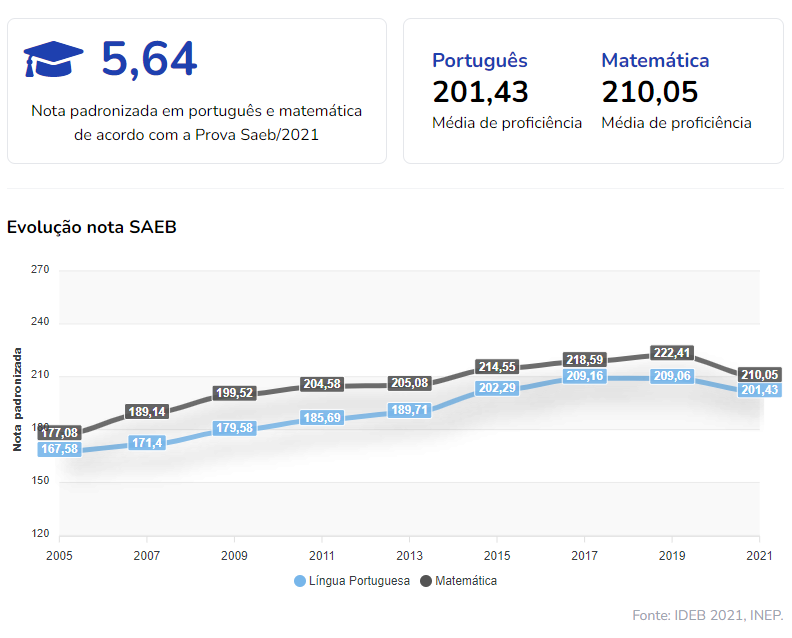 5,64
Nota padronizada em português e matemática
de acordo com a Prova Saeb/2021
Português
201,43
Média de proficiência
Matemática
210,05
Média de proficiência
Evolução nota SAEB
Nota padronizada
270
240
210
180
150
120
177,08
189,14
199,52
204,58
205,08
214,55
218,59
222,41
210,05
167,58
171,4
179,58
185,69
189,71
202,29
209,16
209,06
201,43
2005 2007 2009 2011 2013 2015 2017 2019 2021
Língua Portuguesa Matemática
Fonte: IDEB 2021, INEP.